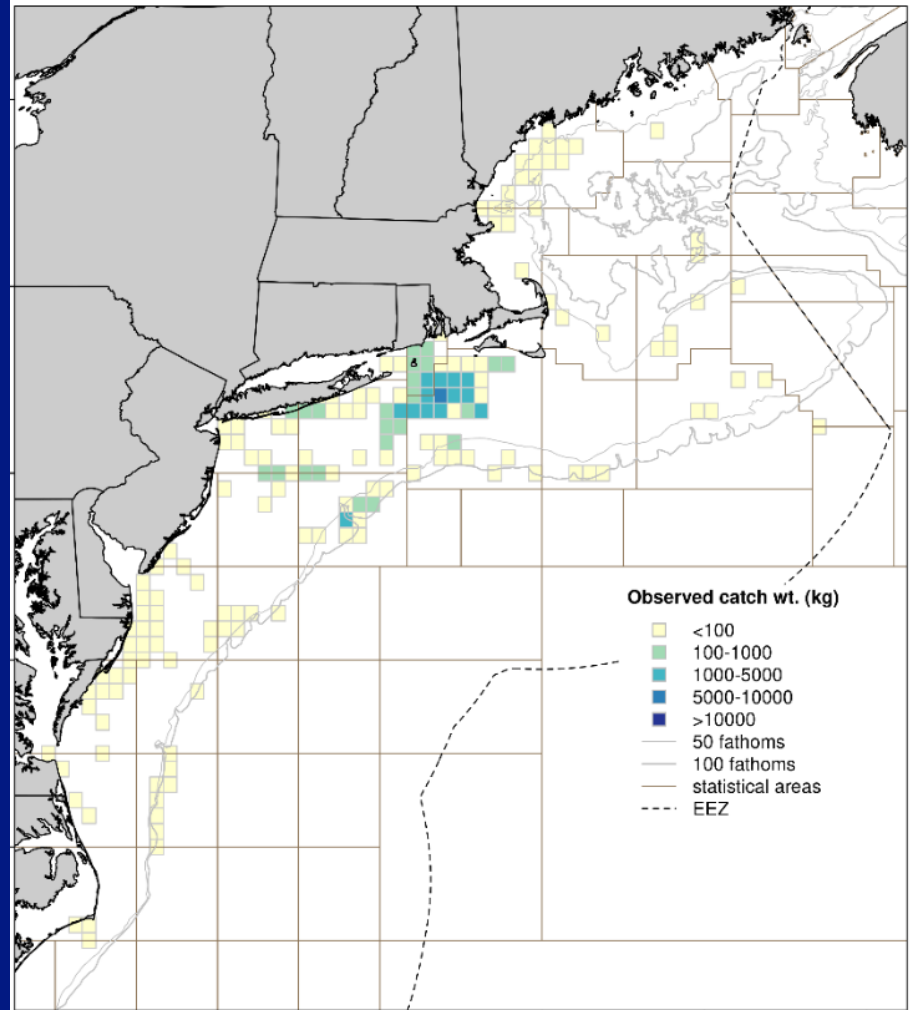 Observed catch wt. (kg)
<100
100-1000
1000-5000
5000-10000
>10000
50 fathoms
100 fathoms
statistical areas
EEZ